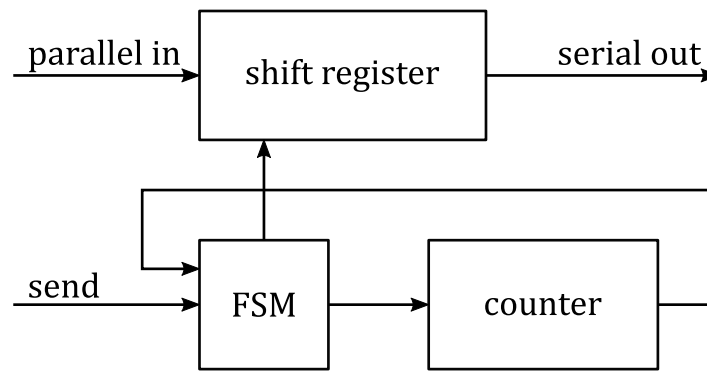 parallel in
shift register
serial out
send
FSM
counter